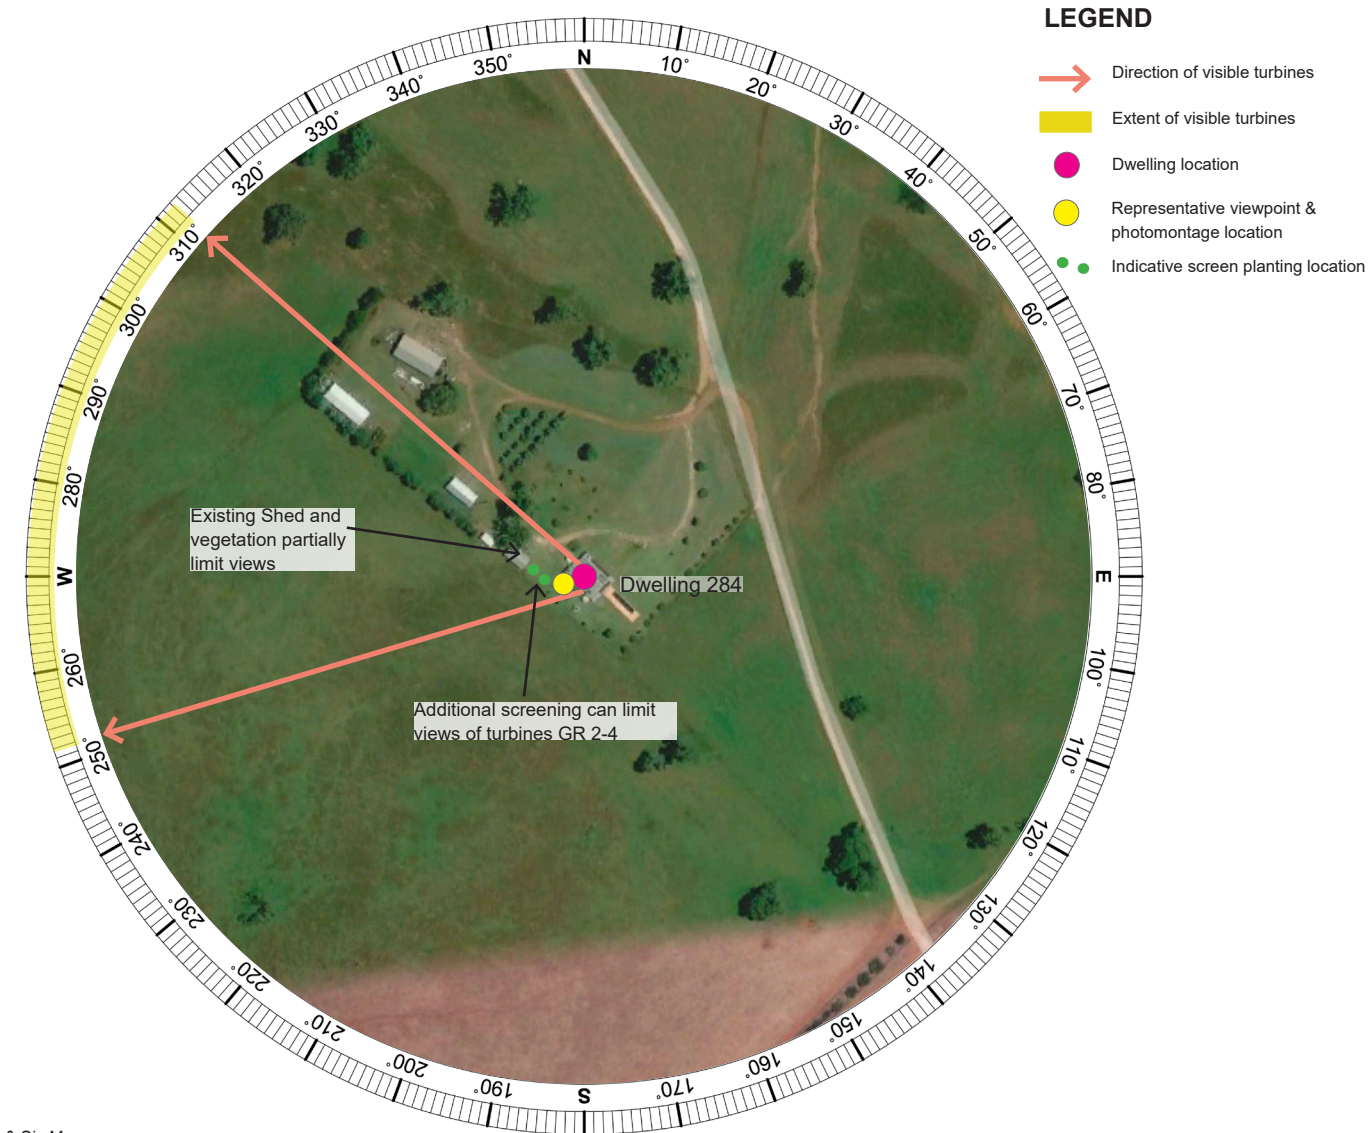 LEGEND
Direction of visible turbines
Extent of visible turbines
Dwelling location
Representative viewpoint &
photomontage location
Indicative screen planting location
N
10°
20°
30°
40°
50°
60°
70°
80°
E
100°
110°
120°
130°
140°
150°
160°
170°
S
190°
200°
210°
220°
230°
240°
250°
260°
W
280°
290°
300°
310°
320°
330°
340°
350°
Existing Shed and
vegetation partially
limit views
Dwelling 284
Additional screening can limit
views of turbines GR 2-4